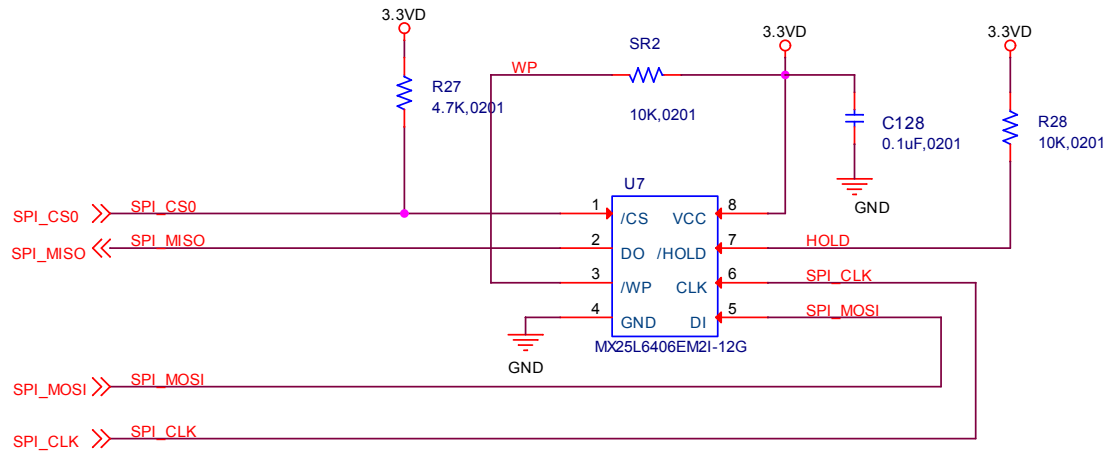 3.3VD
3.3VD
3.3VD
SR2
WP
R27
4.7K,0201
10K,0201
C128
0.1uF,0201
R28
10K,0201
GND
U7
SPI_CS0
SPI_CS0
1
/CS
VCC
8
SPI_MISO
SPI_MISO
2
DO
/HOLD
7
HOLD
3
/WP
CLK
6
SPI_CLK
4
GND
DI
5
SPI_MOSI
GND
MX25L6406EM2I-12G
SPI_MOSI
SPI_MOSI
SPI_CLK
SPI_CLK